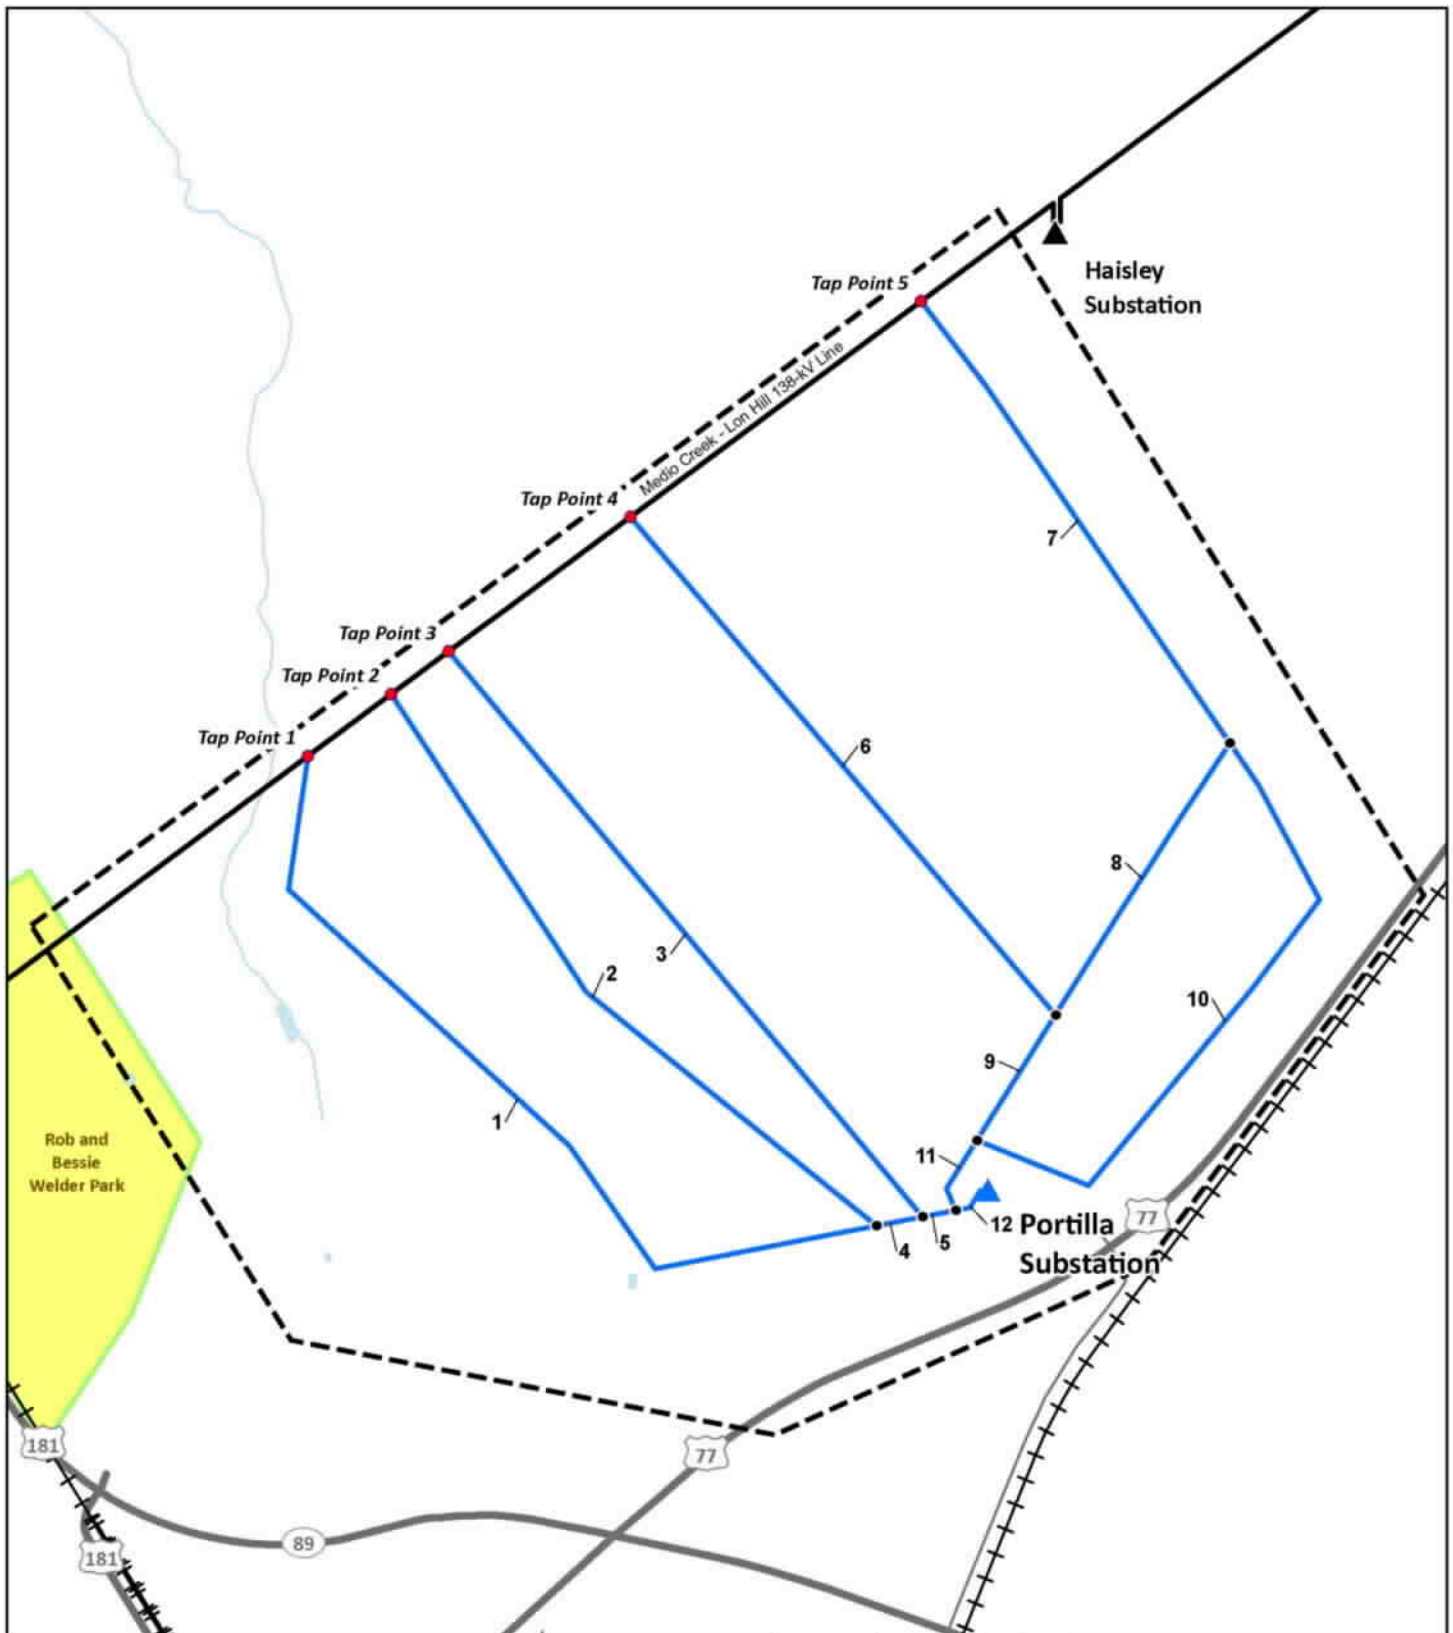 Haisley
Substation
Tap Point 5
Medio Creek - Lon Hill 138-kV Line
Tap Point 4
7
Tap Point 3
Tap Point 2
Tap Point 1
6
8
3
2
10
9
1
Rob and
Bessie
Welder Park
11
12
Portilla
Substation
77
4
5
181
77
89
181